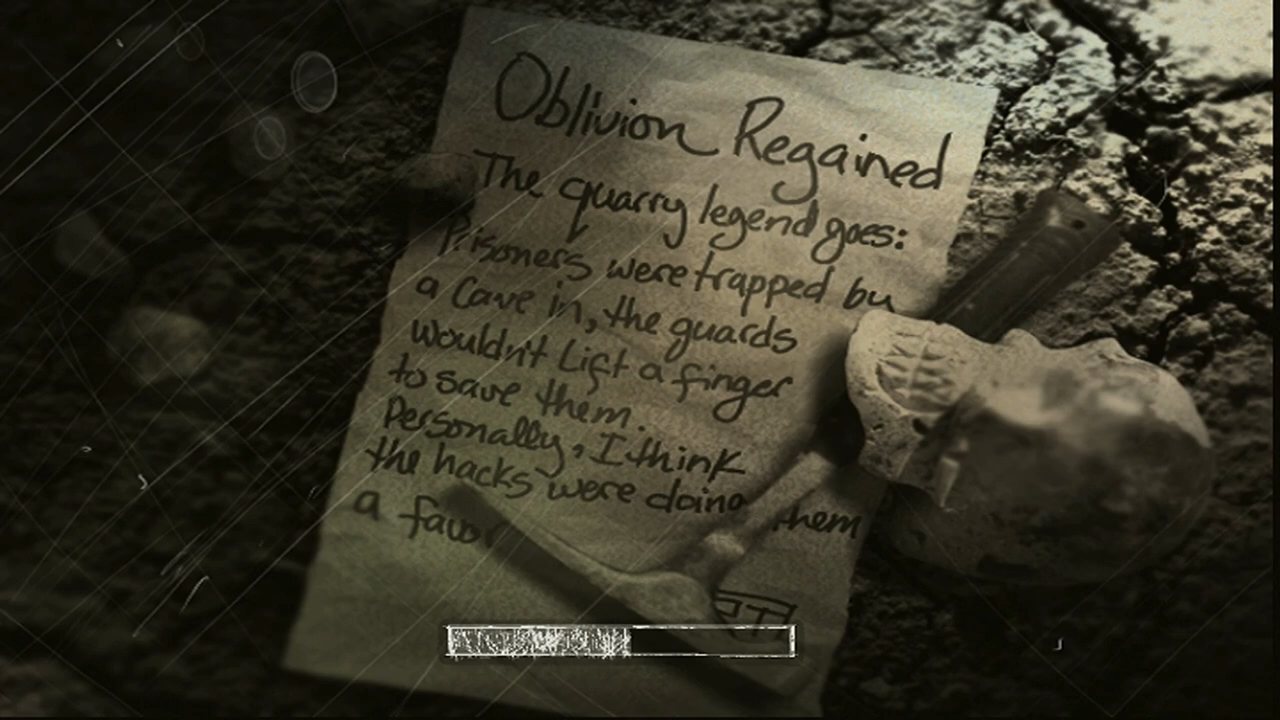 Oblivion Regained
The quarry legend goes:
Prisoners were trapped by
a Cave in, the guards
wouldn't Lift a finger
to save them.
Personally, I think
the hacks were doing them
a favor